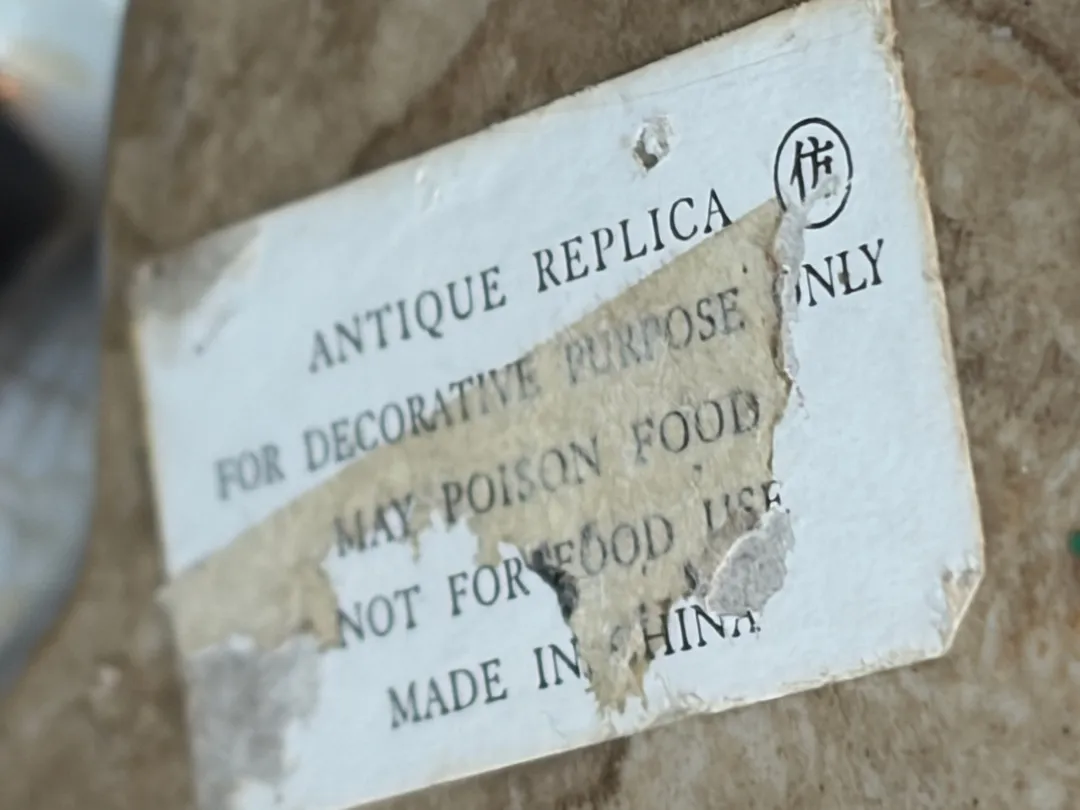 仿
ANTIQUE REPLICA
FOR DECORATIVE PURPOSE ONLY
MAY POISON FOOD
NOT FOR FOOD USE
MADE IN CHINA